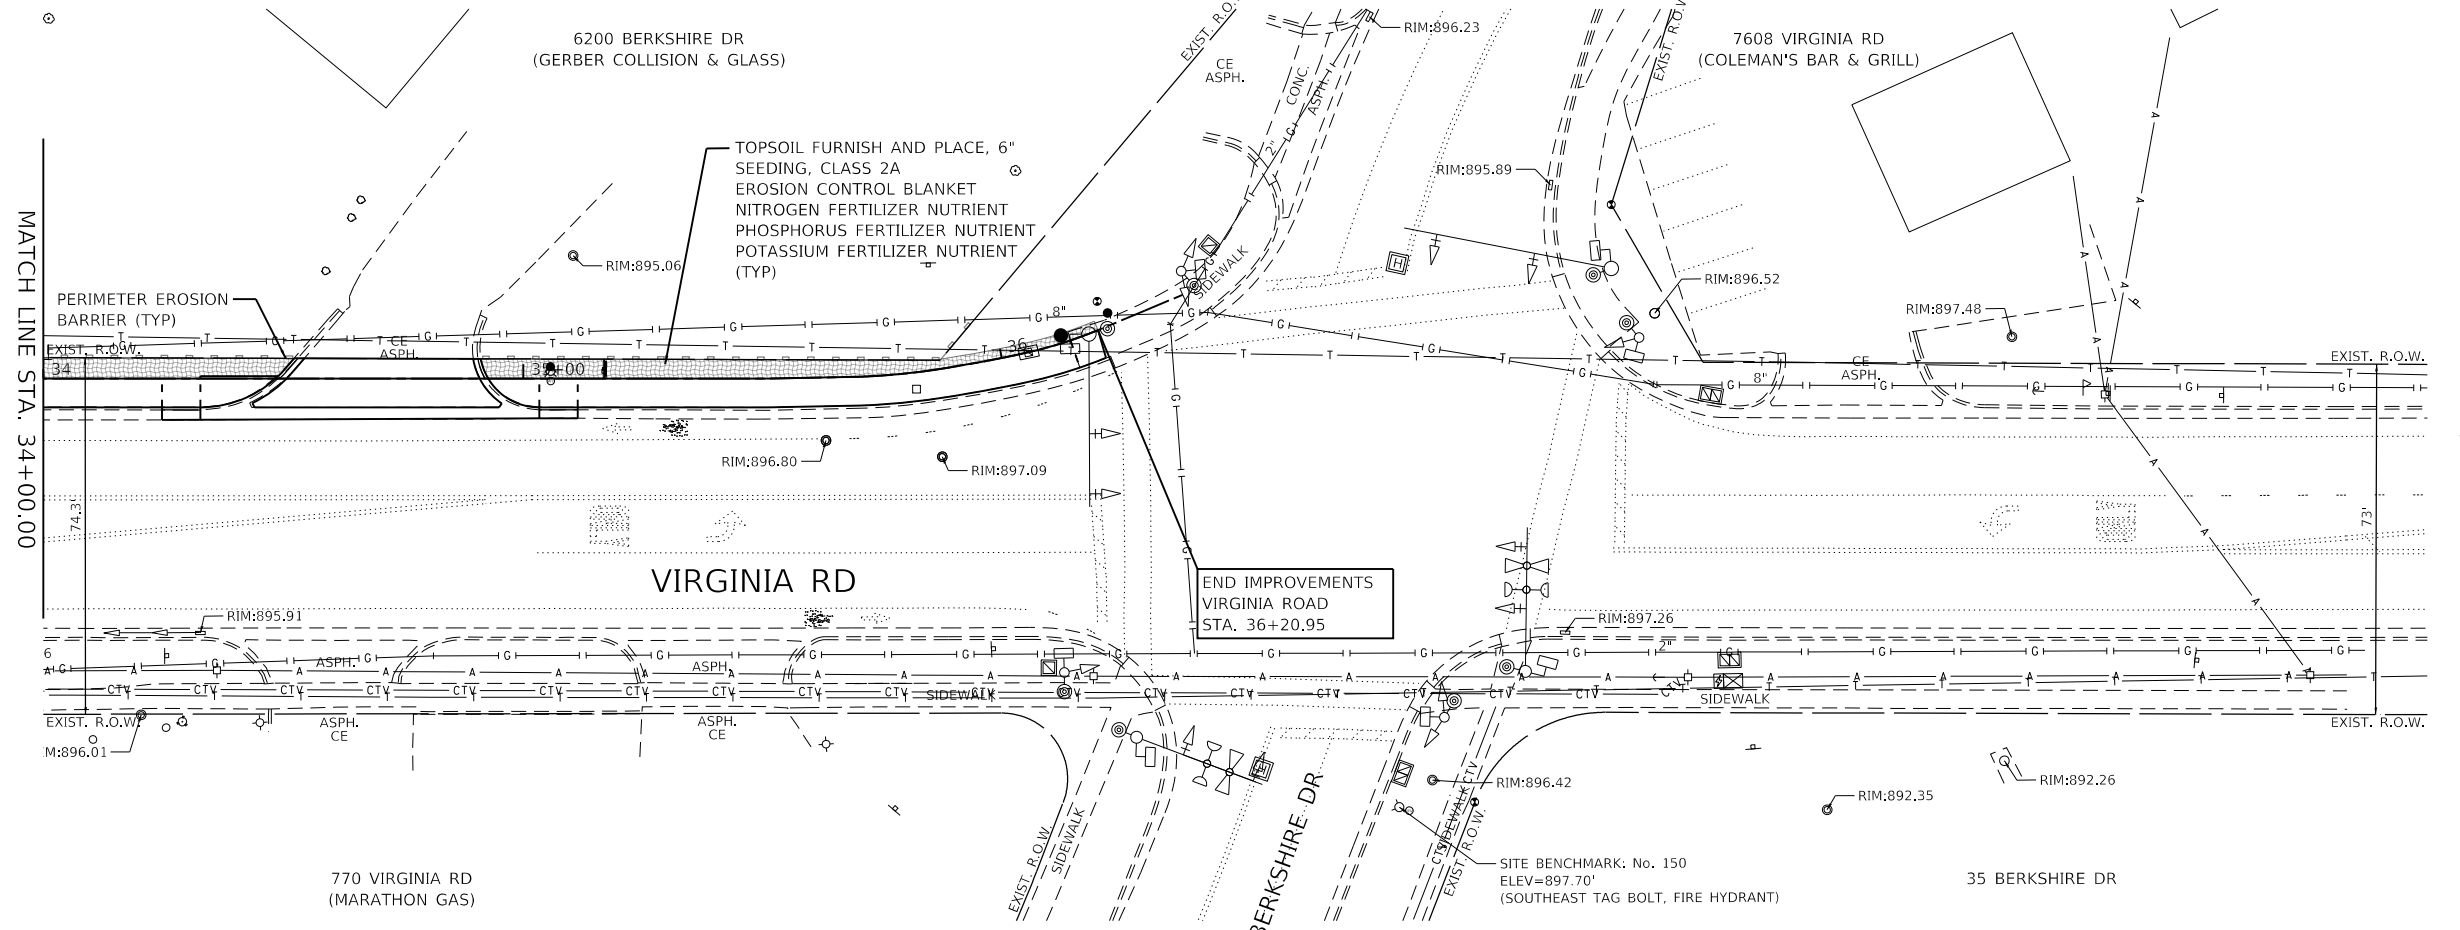 6200 BERKSHIRE DR
(GERBER COLLISION & GLASS)
EXIST. R.O.W.
CE
ASPH.
CONC.
ASPH.
2"
RIM:896.23
EXIST. R.O.W.
7608 VIRGINIA RD
(COLEMAN'S BAR & GRILL)
TOPSOIL FURNISH AND PLACE, 6"
SEEDING, CLASS 2A
EROSION CONTROL BLANKET
NITROGEN FERTILIZER NUTRIENT
PHOSPHORUS FERTILIZER NUTRIENT
POTASSIUM FERTILIZER NUTRIENT
(TYP)
RIM:895.89
MATCH LINE STA. 34+00.00
RIM:895.06
SIDEWALK
RIM:896.52
PERIMETER EROSION
BARRIER (TYP)
8"
RIM:897.48
EXIST. R.O.W.
CE
ASPH.
36
CE
ASPH.
8"
EXIST. R.O.W.
34
RIM:896.80
RIM:897.09
74.3'
73'
VIRGINIA RD
END IMPROVEMENTS
VIRGINIA ROAD
STA. 36+20.95
RIM:895.91
RIM:897.26
6
ASPH.
ASPH.
2"
SIDEWALK
SIDEWALK
EXIST. R.O.W.
ASPH.
CE
ASPH.
CE
EXIST. R.O.W.
M:896.01
RIM:896.42
RIM:892.26
RIM:892.35
BERKSHIRE DR
EXIST. R.O.W.
SIDEWALK
SIDEWALK
EXIST. R.O.W.
SITE BENCHMARK: No. 150
ELEV=897.70'
(SOUTHEAST TAG BOLT, FIRE HYDRANT)
770 VIRGINIA RD
(MARATHON GAS)
35 BERKSHIRE DR